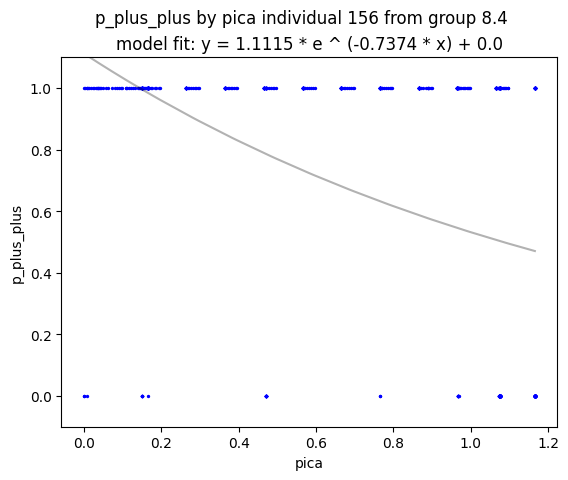 p_plus_plus by pica individual 156 from group 8.4
model fit: y = 1.1115 * e ^ (-0.7374 * x) + 0.0
1.0
0.8
0.6
0.4
0.2
0.0
p_plus_plus
0.0 0.2 0.4 0.6 0.8 1.0 1.2
pica